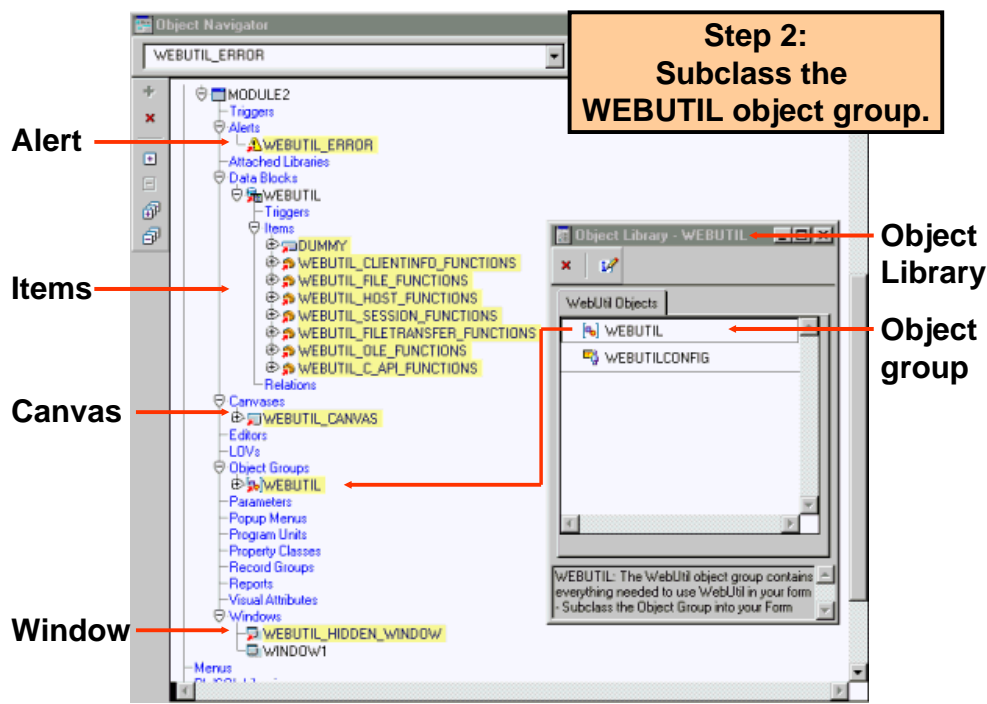 Object Navigator
WEBUTIL_ERROR
Step 2:
Subclass the
WEBUTIL object group.
MODULE2
Triggers
Alerts
Alert
WEBUTIL_ERROR
Attached Libraries
Data Blocks
WEBUTIL
Triggers
Items
DUMMY
WEBUTIL_CLIENTINFO_FUNCTIONS
WEBUTIL_FILE_FUNCTIONS
Items
WEBUTIL_HOST_FUNCTIONS
WEBUTIL_SESSION_FUNCTIONS
WEBUTIL_FILETRANSFER_FUNCTIONS
WEBUTIL_OLE_FUNCTIONS
WEBUTIL_C_API_FUNCTIONS
Relations
Canvases
Canvas
WEBUTIL_CANVAS
Editors
LOVs
Object Groups
WEBUTIL
Parameters
Popup Menus
Program Units
Property Classes
Record Groups
Reports
Visual Attributes
Windows
Window
WEBUTIL_HIDDEN_WINDOW
WINDOW1
Menus
Object Library - WEBUTIL
Object
Library
WebUtil Objects
WEBUTIL
Object
group
WEBUTILCONFIG
WEBUTIL: The WebUtil object group contains
everything needed to use WebUtil in your form
- Subclass the Object Group into your Form